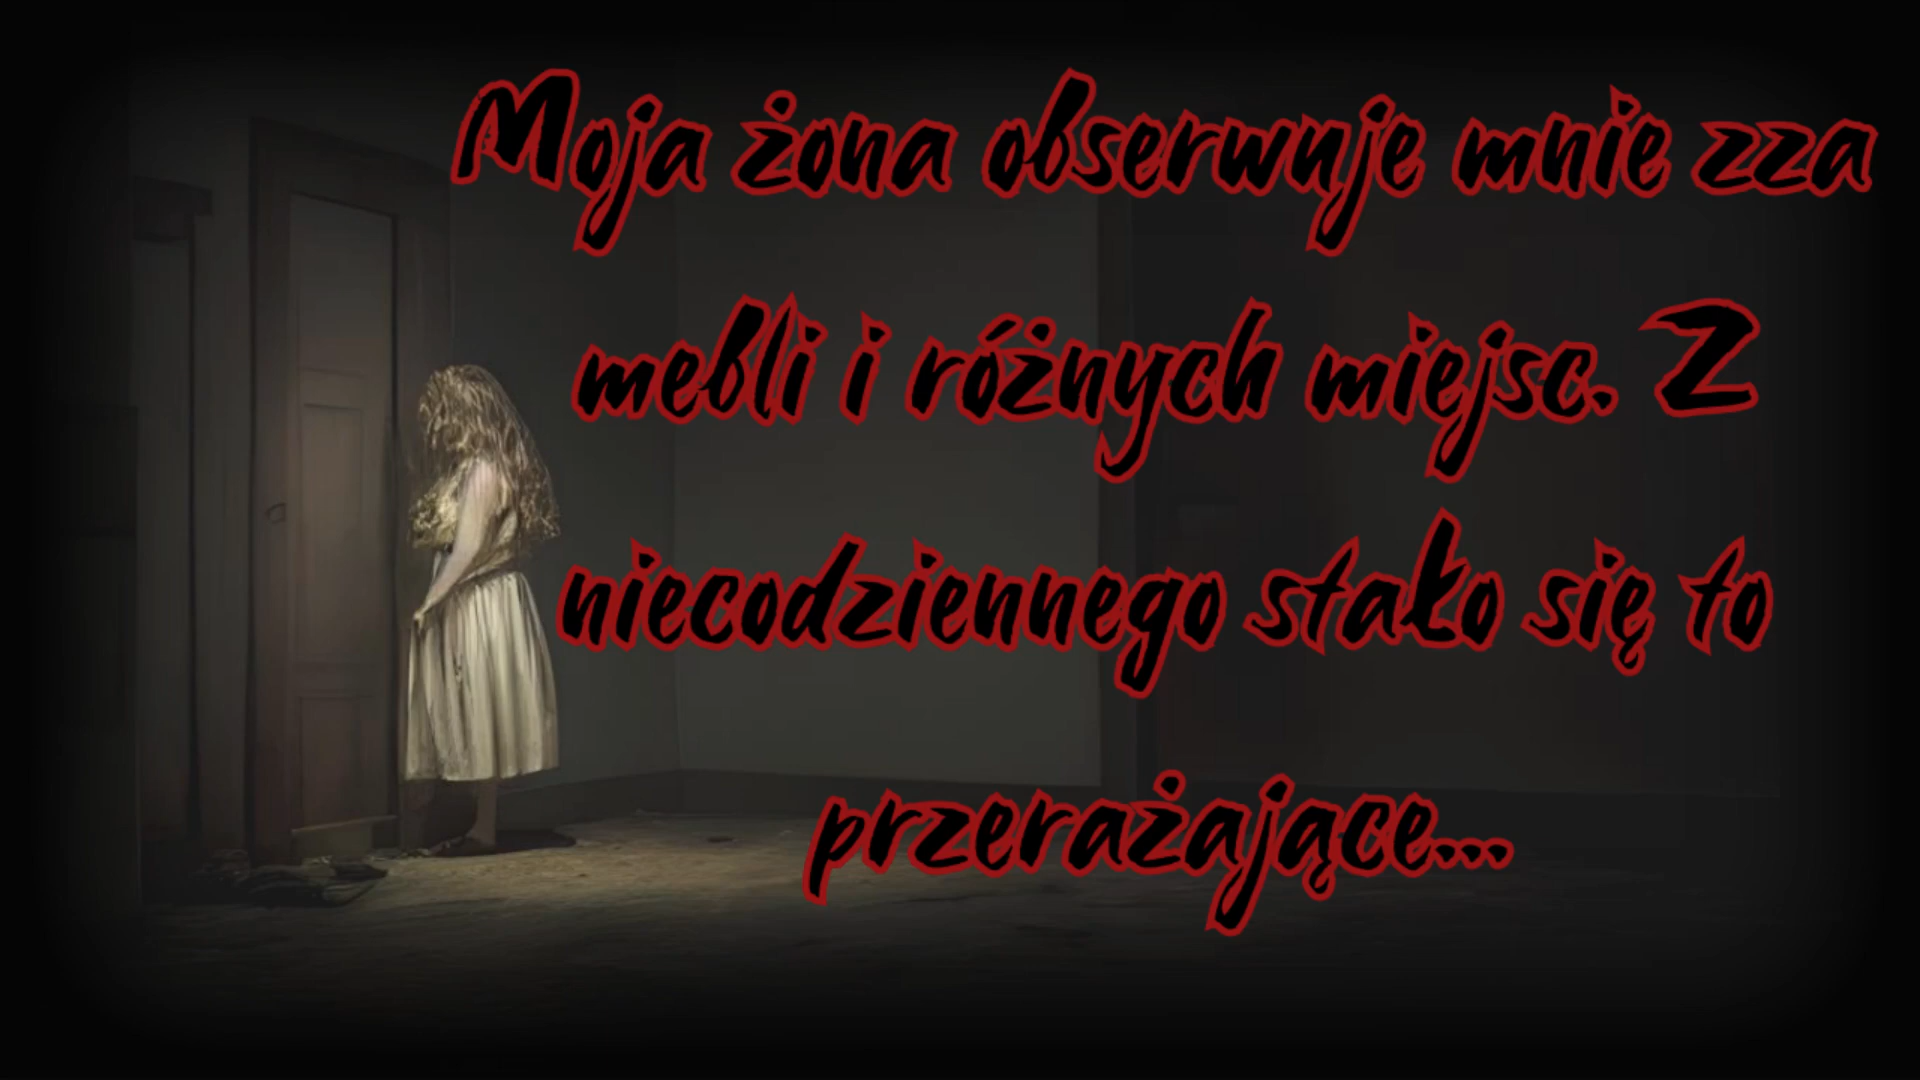 Moja żona obserwuje mnie zza
mebli i różnych miejsc. Z
niecodziennego stało się to
przerażające...